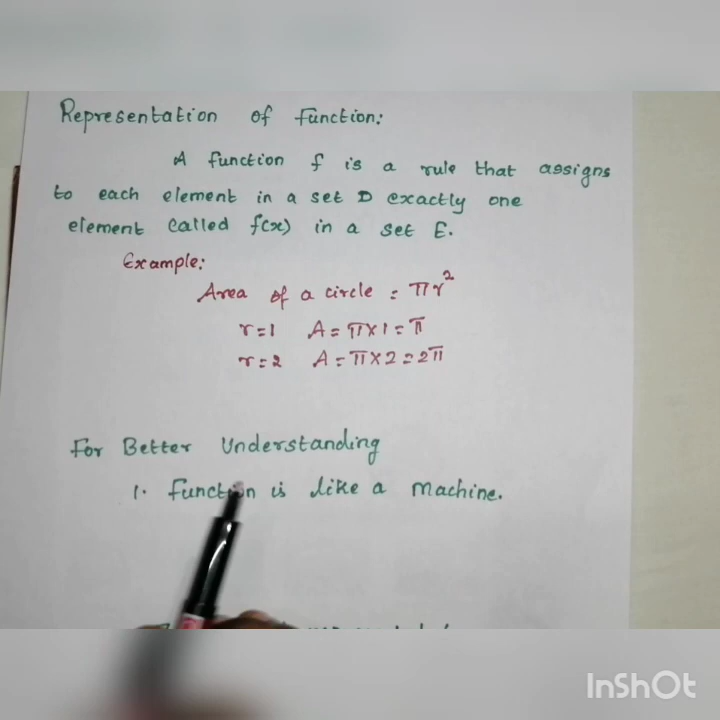 Representation of function:
A function f is a rule that assigns
to each element in a set D exactly one
element called f(x) in a set E.
Example:
Area of a circle = πr²
r=1 A = π×1 = π
r=2 A = π×2 = 2π
For Better Understanding
1. function is like a machine.
InShOt